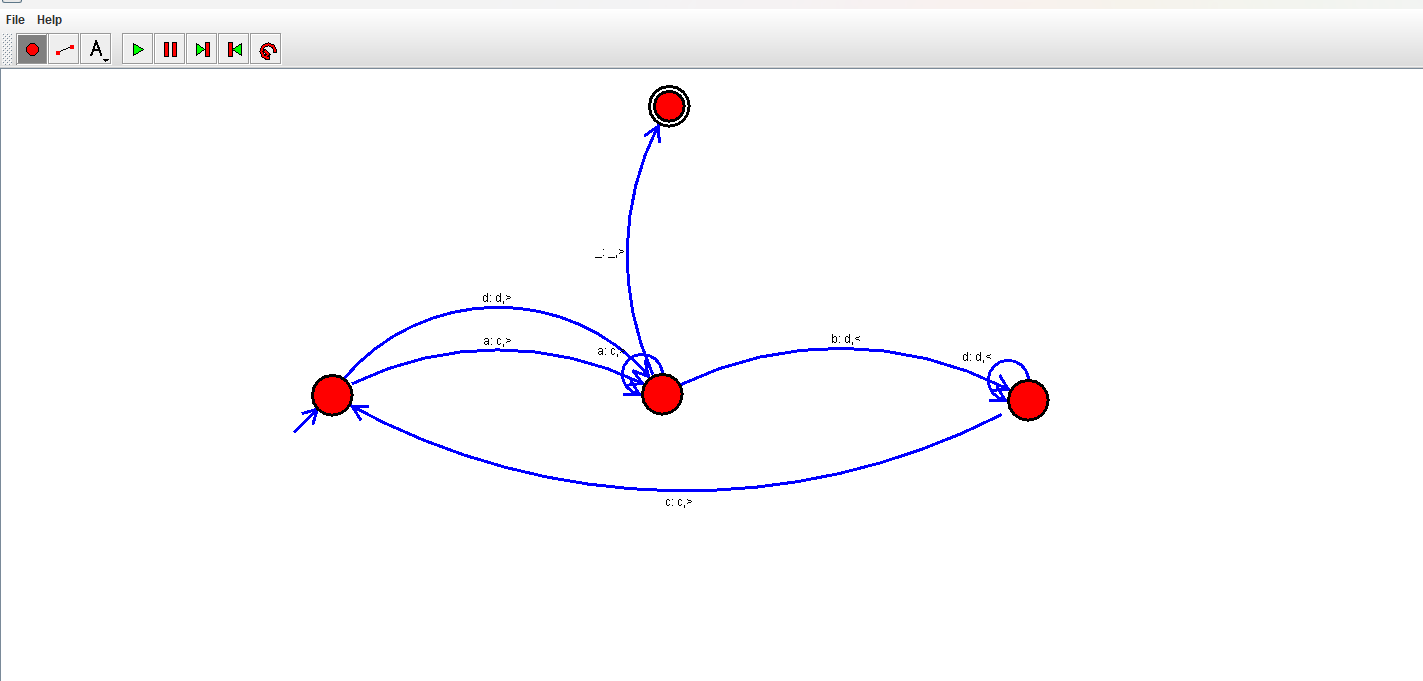 File Help
A
_: _,>
d: d,>
a: c,>
a: c,
b: d,<
d: d,<
c: c,>